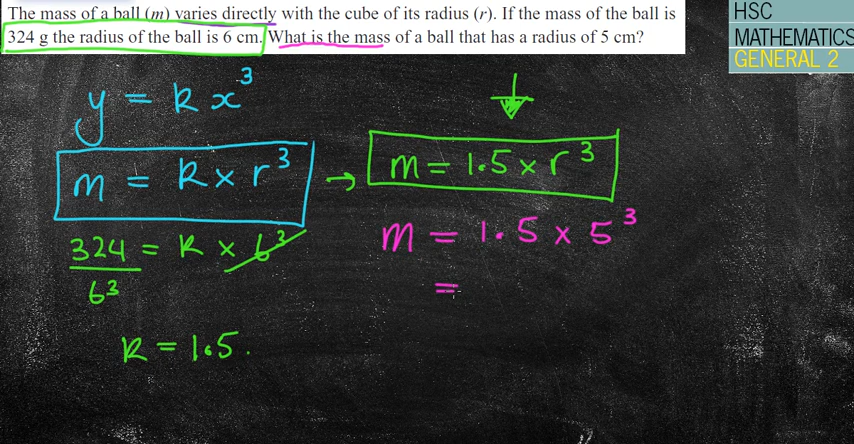 The mass of a ball (m) varies directly with the cube of its radius (r). If the mass of the ball is
324 g the radius of the ball is 6 cm. What is the mass of a ball that has a radius of 5 cm?
HSC
MATHEMATICS
GENERAL 2
y = k x³
m = k × r³ → m = 1.5 × r³
324 = k × 6³
6³
k = 1.5.
m = 1.5 × 5³
=